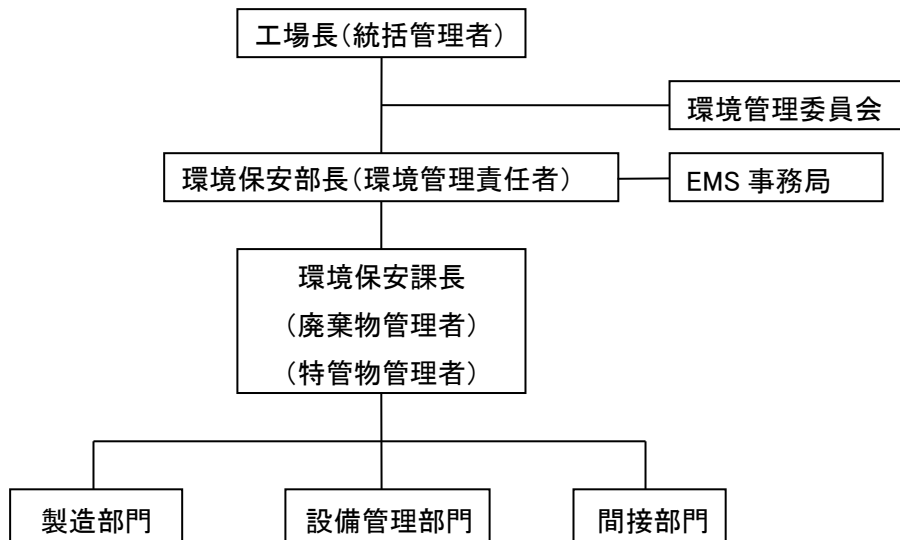 工場長（統括管理者）
環境管理委員会
環境保安部長（環境管理責任者）
EMS 事務局
環境保安課長
（廃棄物管理者）
（特管物管理者）
製造部門
設備管理部門
間接部門